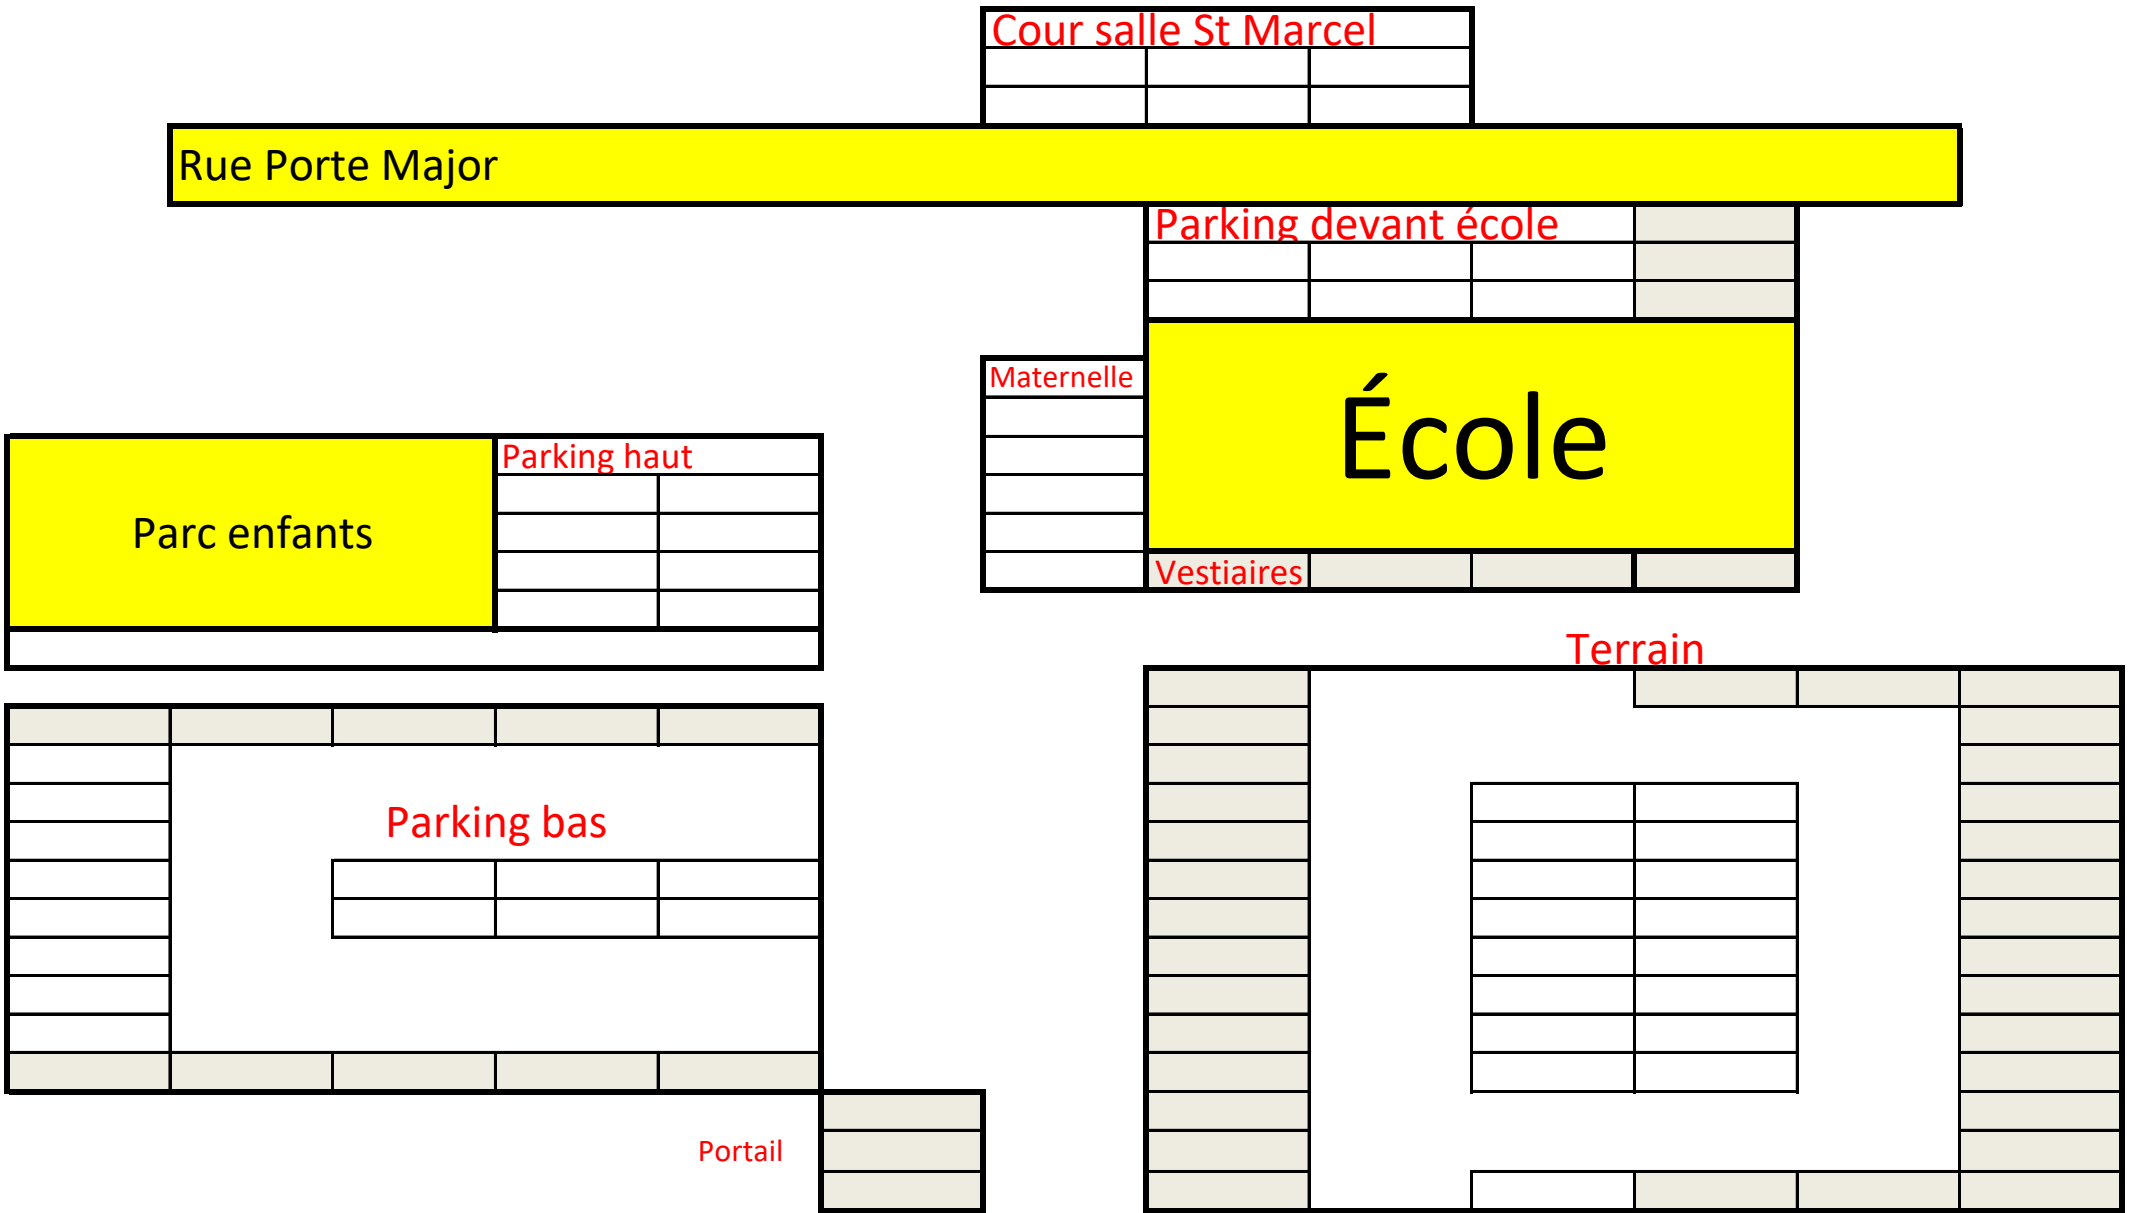 Cour salle St Marcel
Rue Porte Major
Parking devant école
Maternelle
École
Parking haut
Parc enfants
Vestiaires
Terrain
Parking bas
Portail